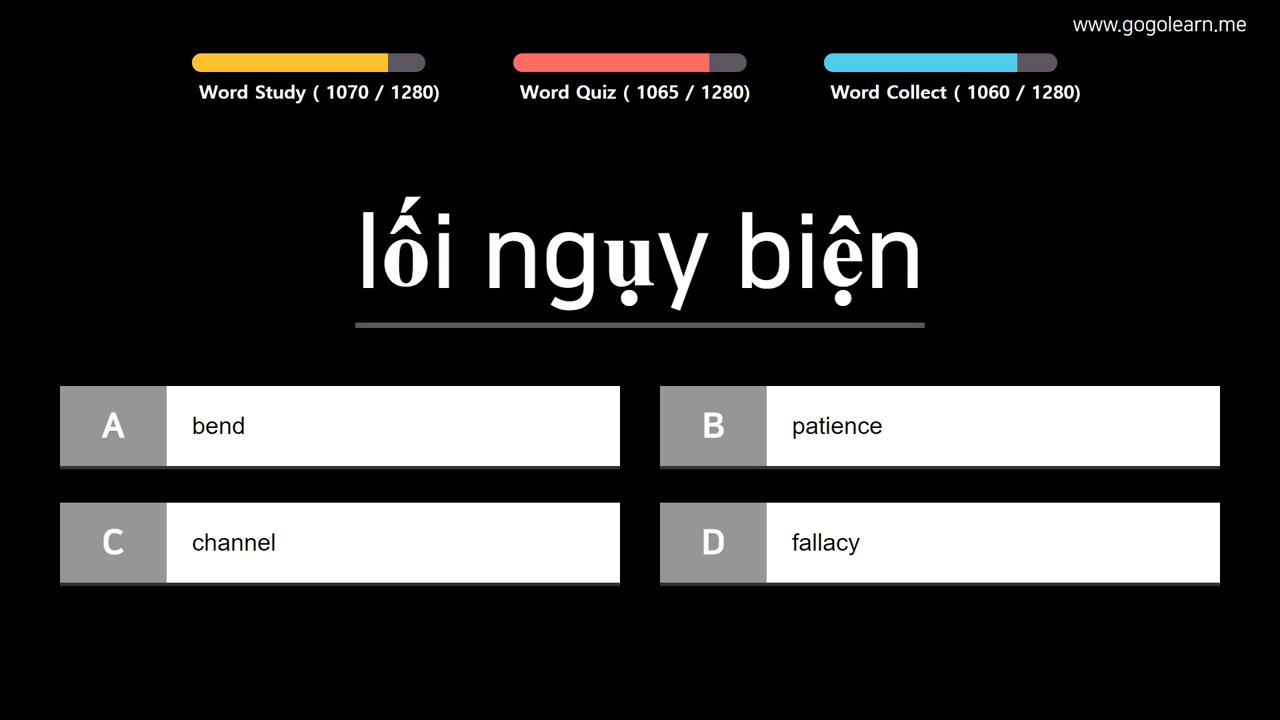 www.gogolearn.me
Word Study ( 1070 / 1280)
Word Quiz ( 1065 / 1280)
Word Collect ( 1060 / 1280)
lối ngụy biện
A bend
B patience
C channel
D fallacy